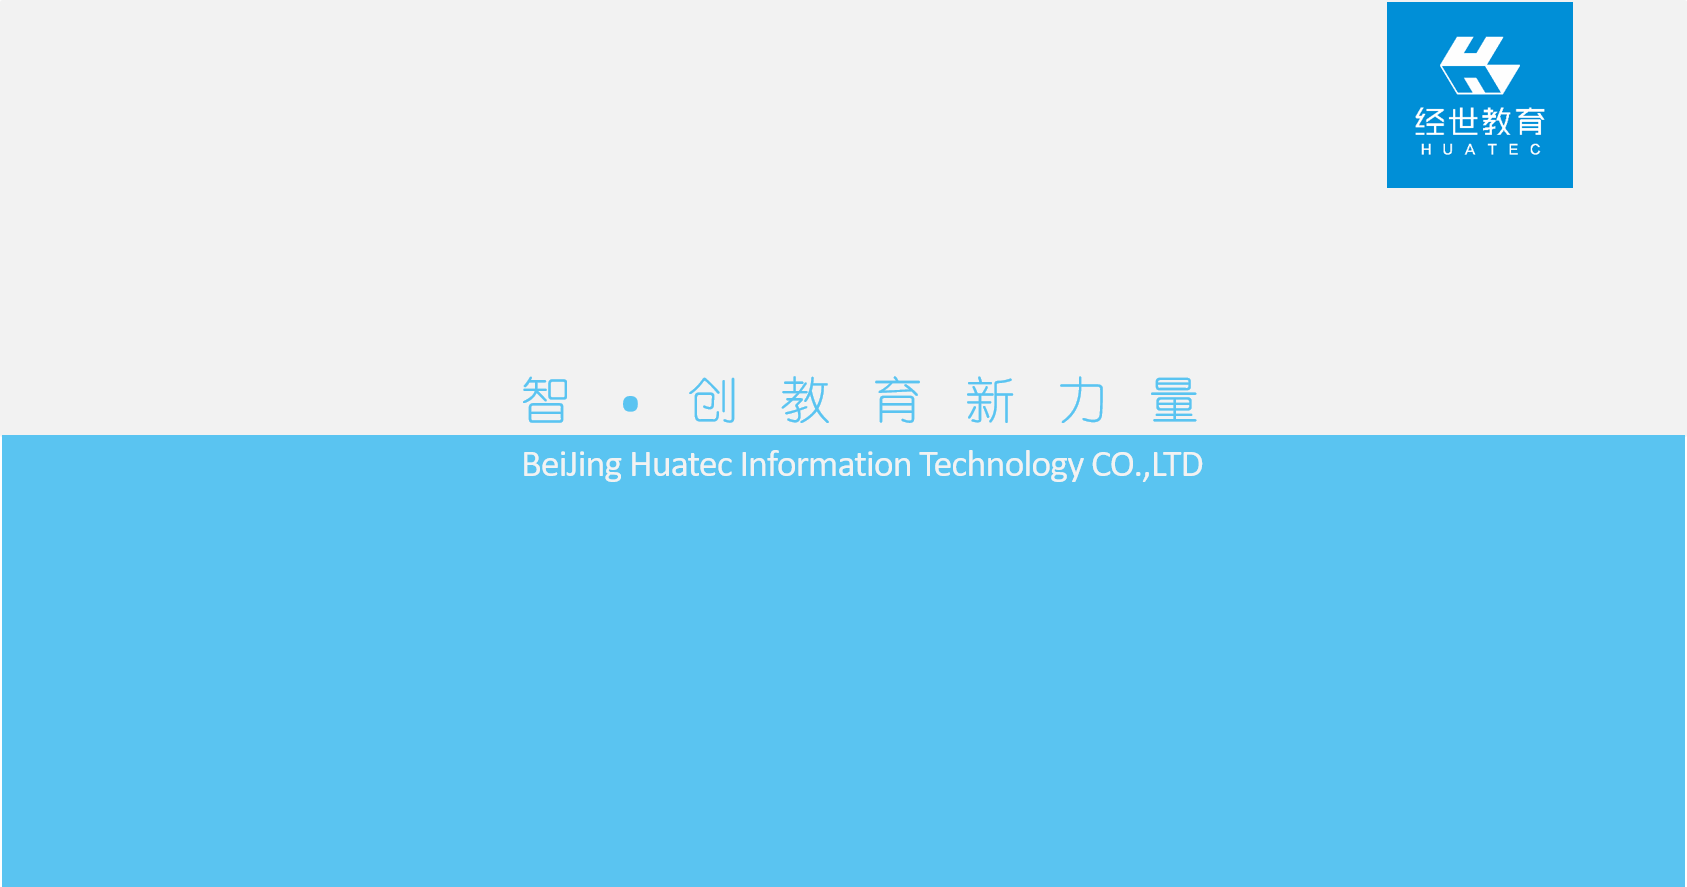 经世教育
HUATEC
智·创教育新力量
BeiJing Huatec Information Technology CO.,LTD